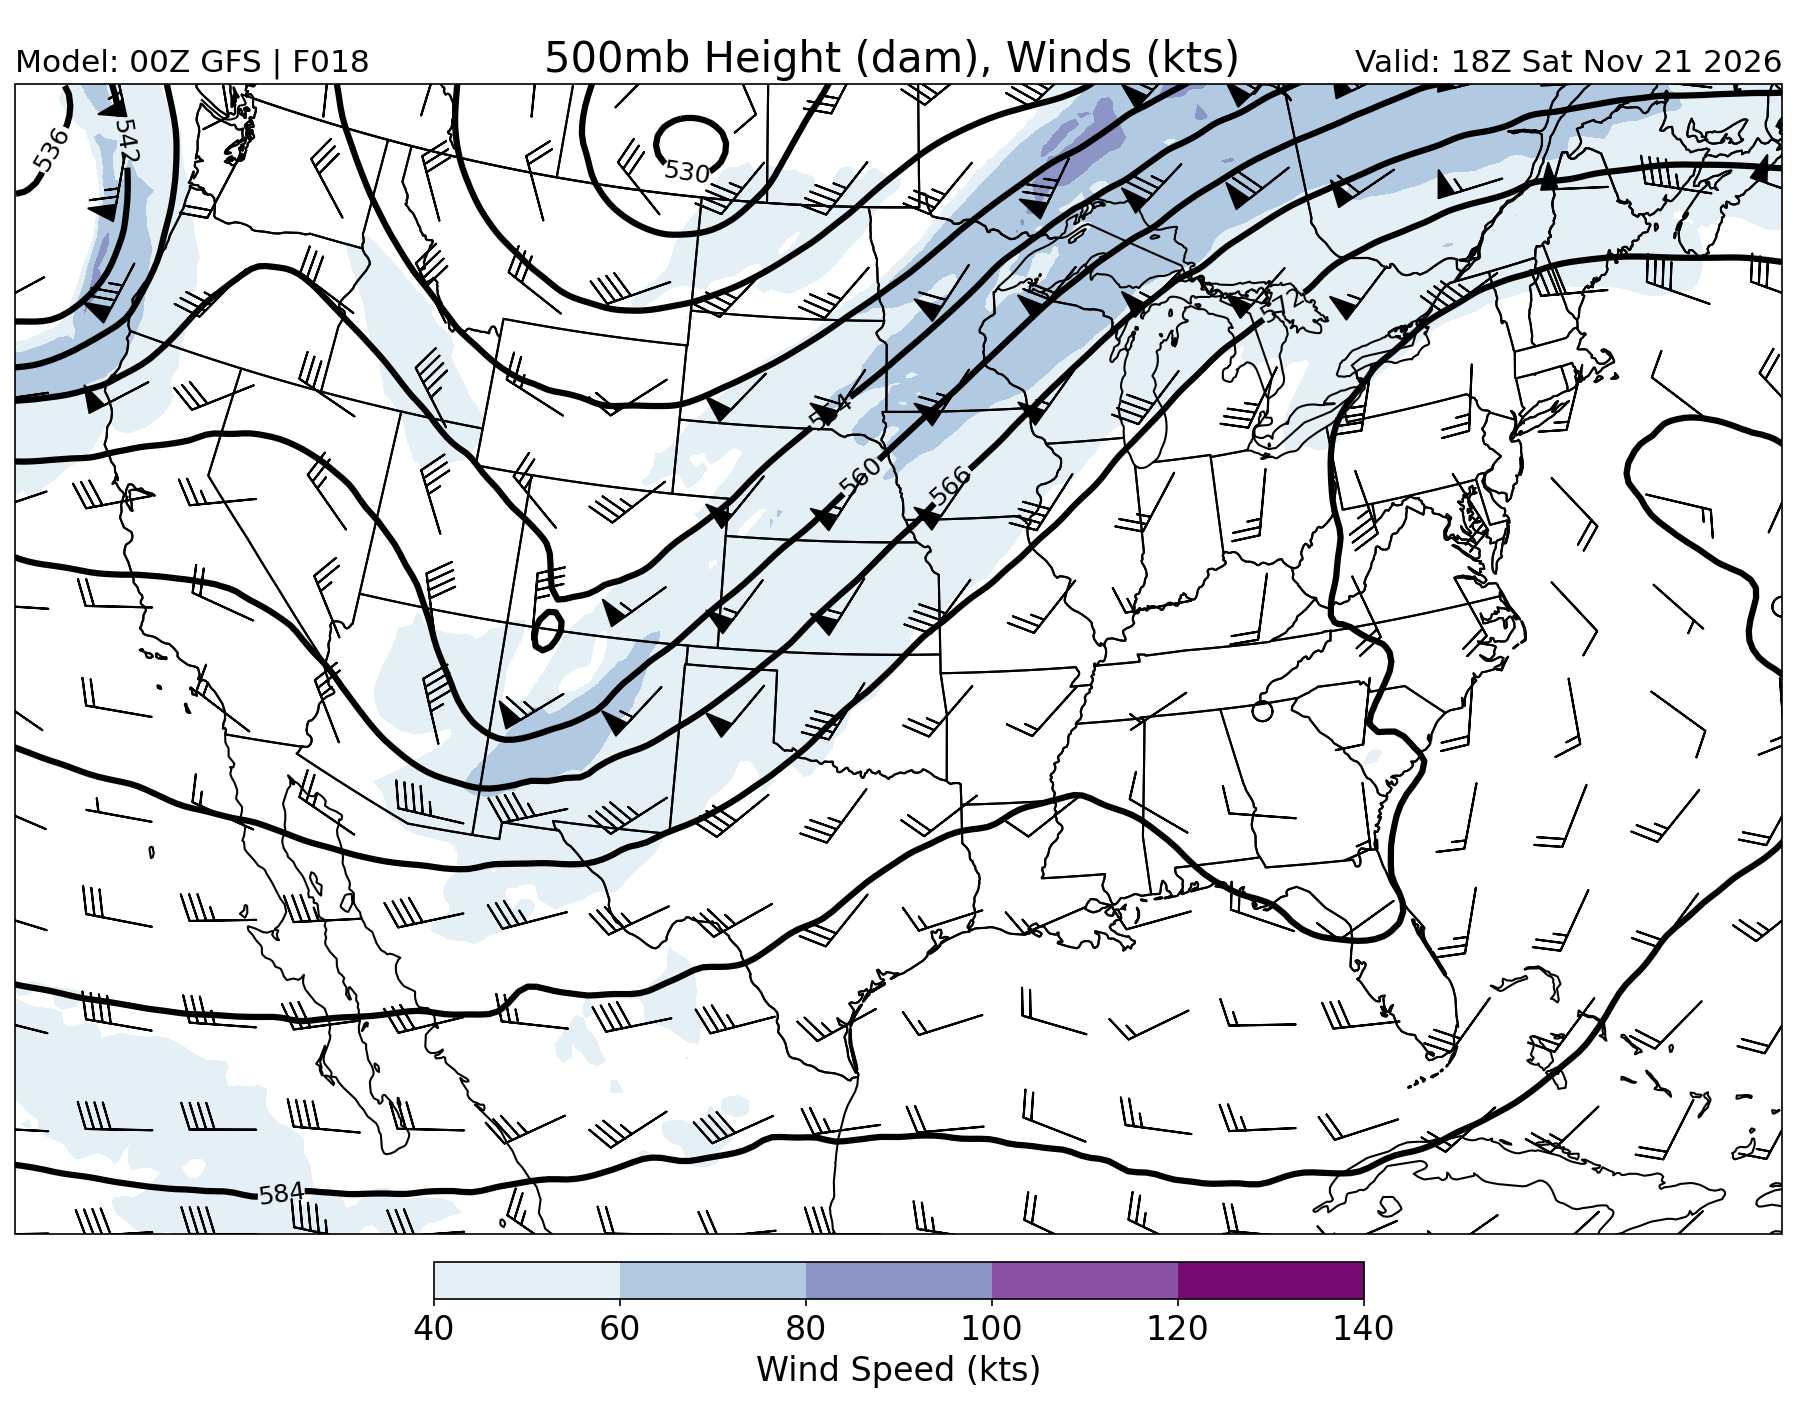 Model: 00Z GFS | F018
500mb Height (dam), Winds (kts)
Valid: 18Z Sat Nov 21 2026
536
542
530
560
566
584
40 60 80 100 120 140
Wind Speed (kts)